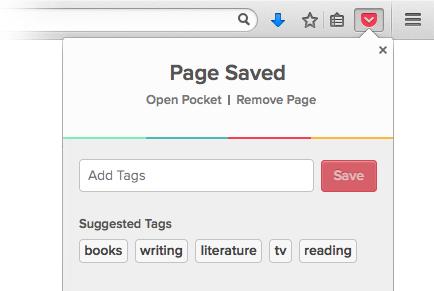 ×
Page Saved
Open Pocket | Remove Page
Add Tags
Save
Suggested Tags
books writing literature tv reading